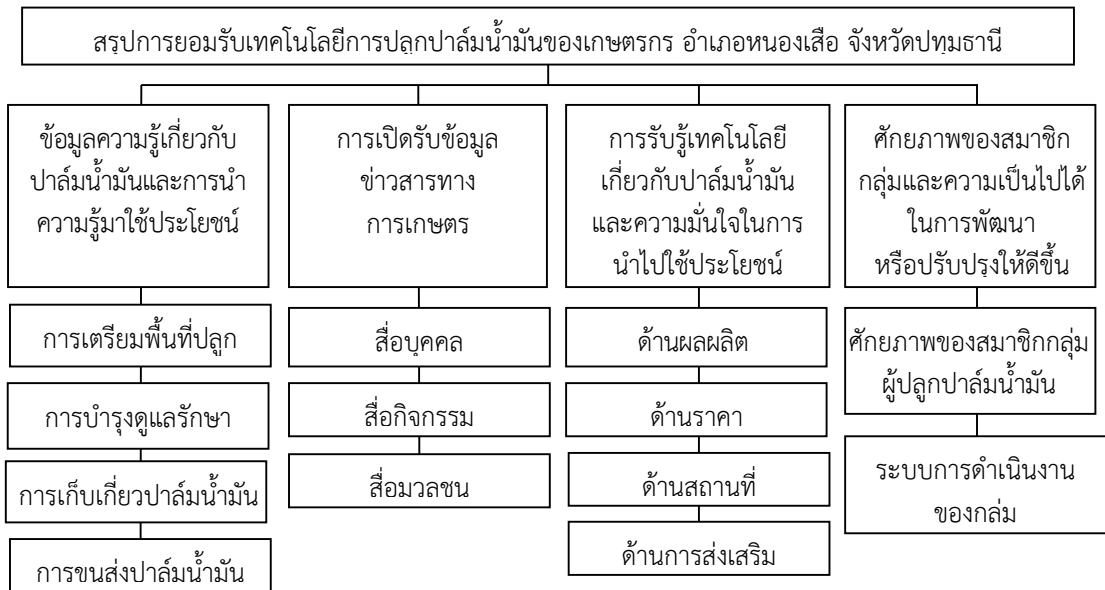 สรุปการยอมรับเทคโนโลยีการปลูกปาล์มน้ำมันของเกษตรกร อำเภอหนองเสือ จังหวัดปทุมธานี
ข้อมูลความรู้เกี่ยวกับ
ปาล์มน้ำมันและการนำ
ความรู้มาใช้ประโยชน์
การเตรียมพื้นที่ปลูก
การบำรุงดูแลรักษา
การเก็บเกี่ยวปาล์มน้ำมัน
การขนส่งปาล์มน้ำมัน
การเปิดรับข้อมูล
ข่าวสารทาง
การเกษตร
สื่อบุคคล
สื่อกิจกรรม
สื่อมวลชน
การรับรู้เทคโนโลยี
เกี่ยวกับปาล์มน้ำมัน
และความมั่นใจในการ
นำไปใช้ประโยชน์
ด้านผลผลิต
ด้านราคา
ด้านสถานที่
ด้านการส่งเสริม
ศักยภาพของสมาชิก
กลุ่มและความเป็นไปได้
ในการพัฒนา
หรือปรับปรุงให้ดีขึ้น
ศักยภาพของสมาชิกกลุ่ม
ผู้ปลูกปาล์มน้ำมัน
ระบบการดำเนินงาน
ของกลุ่ม